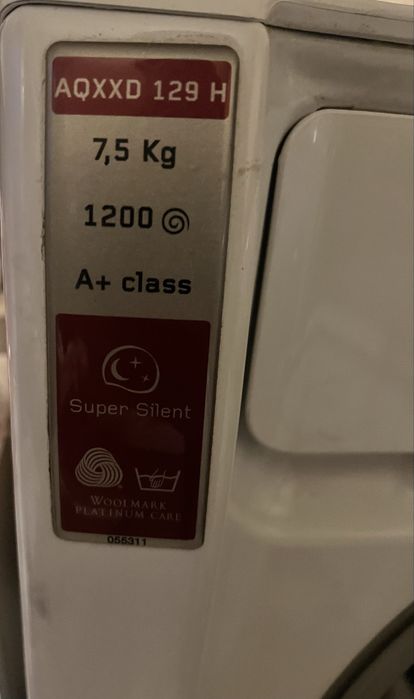 AQXXD 129 H
7,5 Kg
1200
A+ class
Super Silent
WOOLMARK
PLATINUM CARE
055311